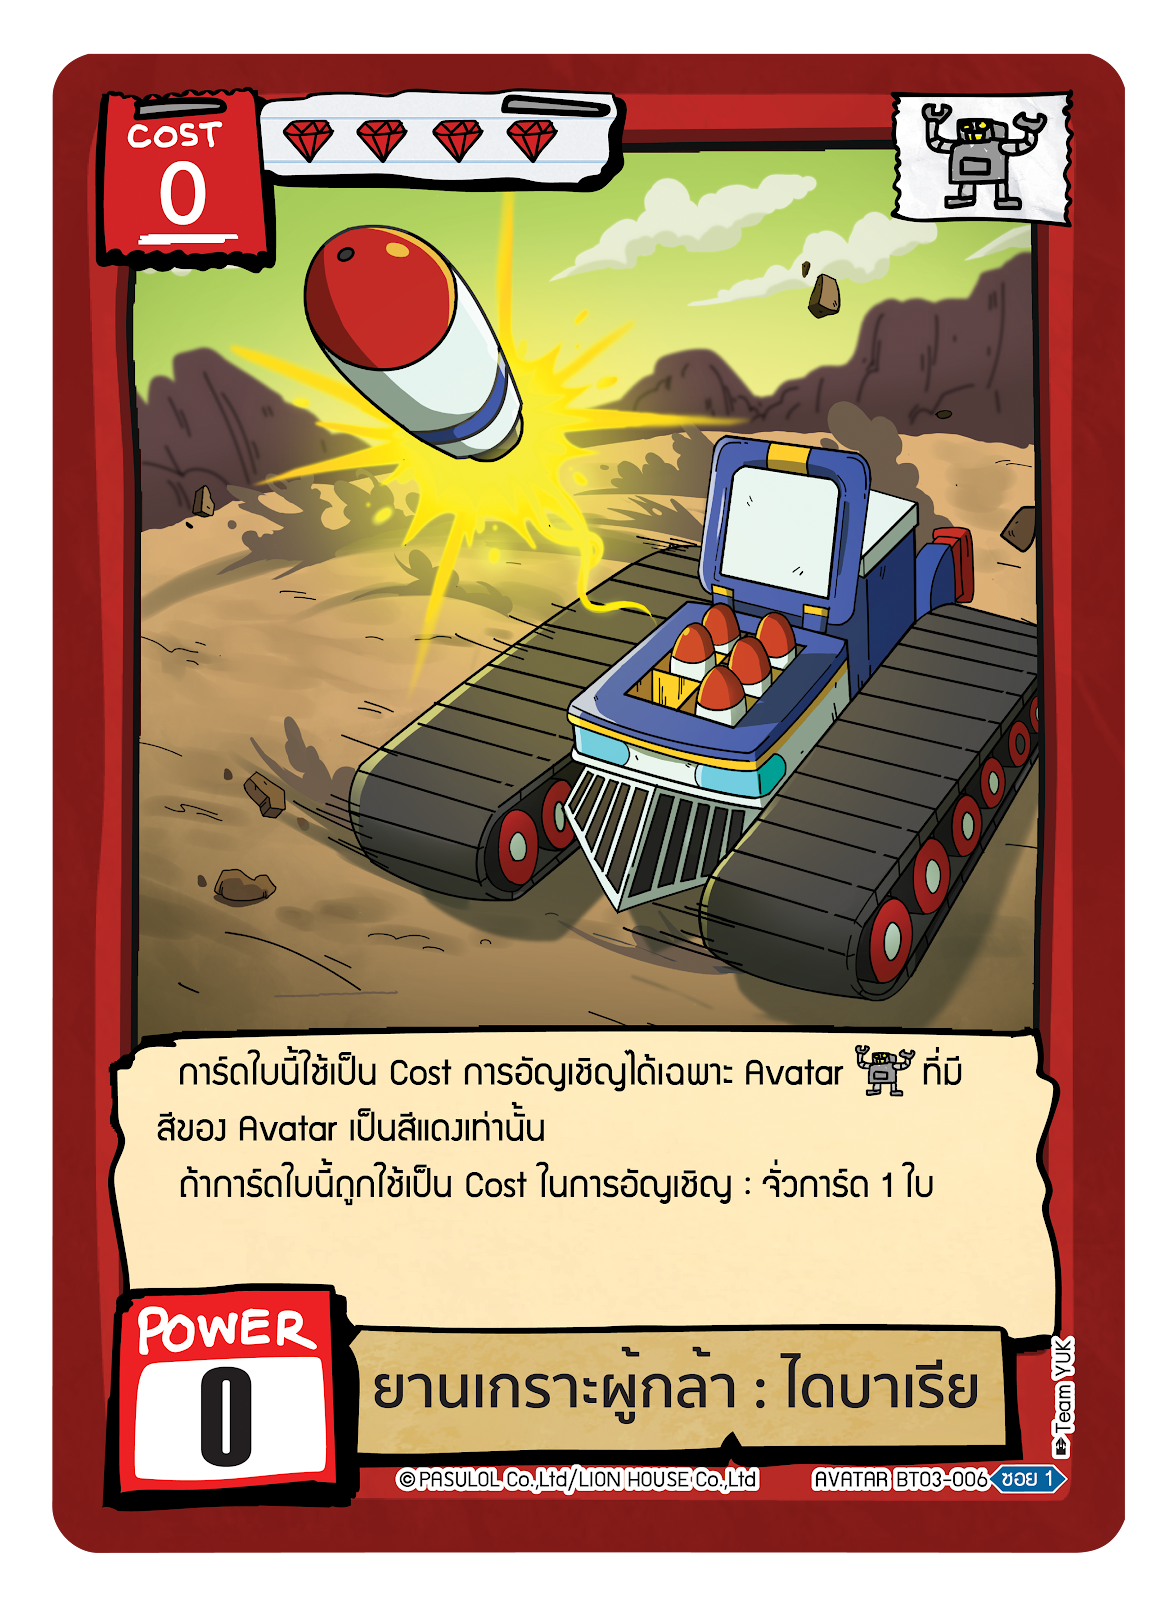 COST
0
การ์ดใบนี้ใช้เป็น Cost การอัญเชิญได้เฉพาะ Avatar ที่มี
สีของ Avatar เป็นสีแดงเท่านั้น
ถ้าการ์ดใบนี้ถูกใช้เป็น Cost ในการอัญเชิญ : จั่วการ์ด 1 ใบ
POWER
0
ยานเกราะผู้กล้า : ไดบาเรีย
Team YUK
© PASULOL Co.,Ltd/LION HOUSE Co.,Ltd
AVATAR BT03-006 ซอย 1